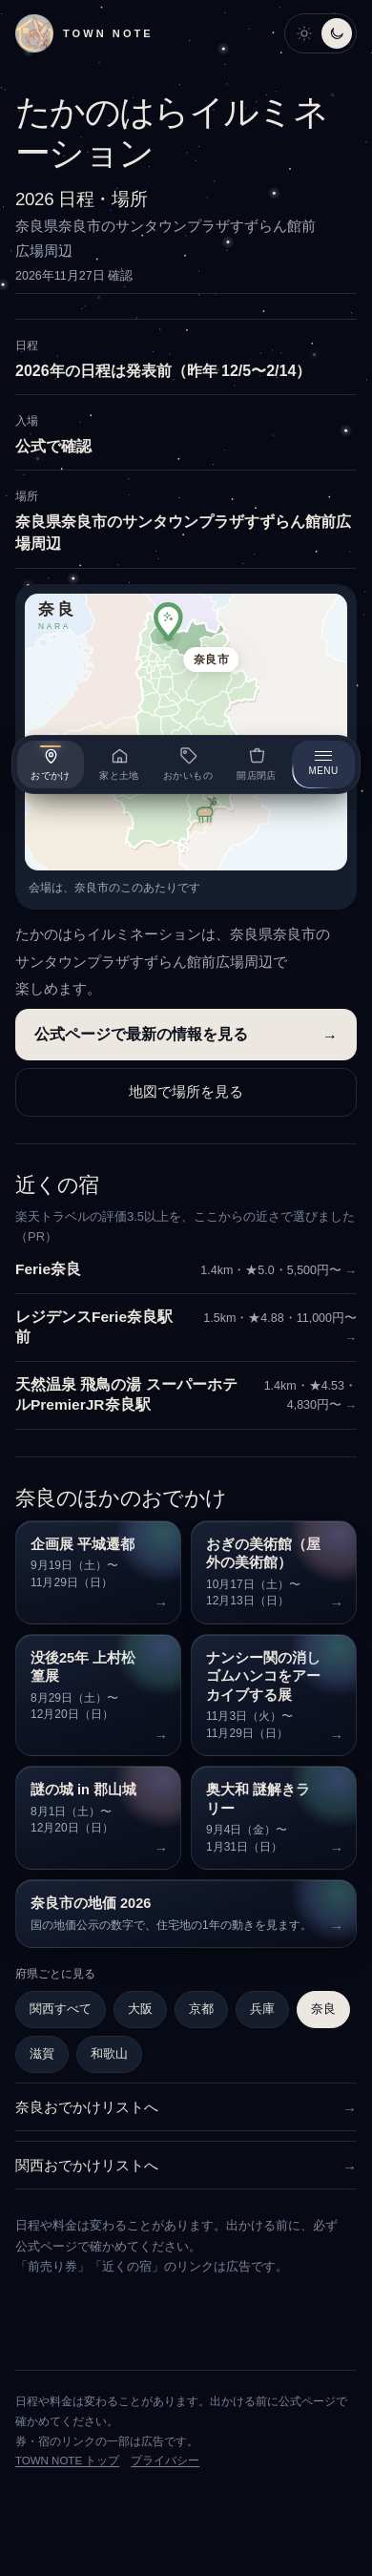 TOWN NOTE
たかのはらイルミネ
ーション
2026 日程・場所
奈良県奈良市のサンタウンプラザすずらん館前
広場周辺
2026年11月27日 確認
日程
2026年の日程は発表前（昨年 12/5〜2/14）
入場
公式で確認
場所
奈良県奈良市のサンタウンプラザすずらん館前広
場周辺
奈良
NARA
奈良市
おでかけ
家と土地
おかいもの
開店閉店
MENU
会場は、奈良市のこのあたりです
たかのはらイルミネーションは、奈良県奈良市の
サンタウンプラザすずらん館前広場周辺で
楽しめます。
公式ページで最新の情報を見る →
地図で場所を見る
近くの宿
楽天トラベルの評価3.5以上を、ここからの近さで選びました
（PR）
Ferie奈良 1.4km・★5.0・5,500円〜 →
レジデンスFerie奈良駅
前
1.5km・★4.88・11,000円〜
→
天然温泉 飛鳥の湯 スーパーホテ
ルPremierJR奈良駅
1.4km・★4.53・
4,830円〜 →
奈良のほかのおでかけ
企画展 平城遷都
9月19日（土）〜
11月29日（日）
→
おぎの美術館（屋
外の美術館）
10月17日（土）〜
12月13日（日）
→
没後25年 上村松
篁展
8月29日（土）〜
12月20日（日）
→
ナンシー関の消し
ゴムハンコをアー
カイブする展
11月3日（火）〜
11月29日（日）
→
謎の城 in 郡山城
8月1日（土）〜
12月20日（日）
→
奥大和 謎解きラ
リー
9月4日（金）〜
1月31日（日）
→
奈良市の地価 2026
国の地価公示の数字で、住宅地の1年の動きを見ます。 →
府県ごとに見る
関西すべて 大阪 京都 兵庫 奈良
滋賀 和歌山
奈良おでかけリストへ →
関西おでかけリストへ →
日程や料金は変わることがあります。出かける前に、必ず
公式ページで確かめてください。
「前売り券」「近くの宿」のリンクは広告です。
日程や料金は変わることがあります。出かける前に公式ページで
確かめてください。
券・宿のリンクの一部は広告です。
TOWN NOTE トップ プライバシー